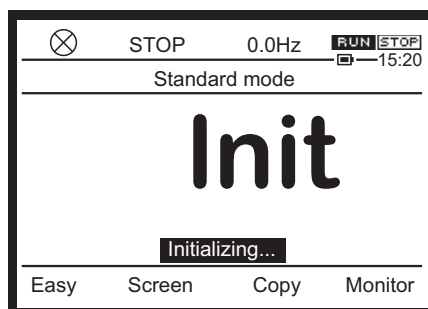 STOP 0.0Hz RUN STOP
15:20
Standard mode
Init
Initializing...
Easy Screen Copy Monitor